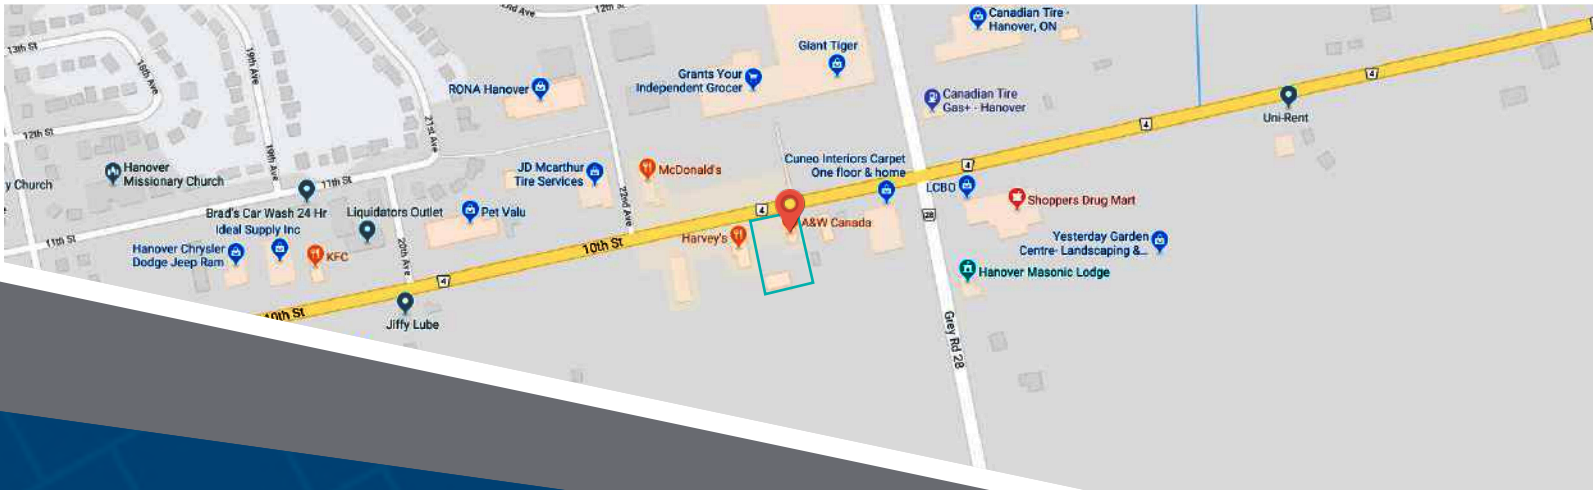 2nd Ave
12th St
Canadian Tire -
Hanover, ON
13th St
19th Ave
18th Ave
Giant Tiger
RONA Hanover
Grants Your
Independent Grocer
4
Canadian Tire
Gas+ - Hanover
Uni-Rent
4
12th St
21st Ave
19th Ave
Hanover
Missionary Church
y Church
11th St
JD Mcarthur
Tire Services
McDonald's
22nd Ave
Cuneo Interiors Carpet
One floor & home
4
LCBO
Shoppers Drug Mart
Brad's Car Wash 24 Hr
Liquidators Outlet
Pet Valu
4
28
A&W Canada
Ideal Supply Inc
11th St
Hanover Chrysler
Dodge Jeep Ram
KFC
20th Ave
10th St
Harvey's
Yesterday Garden
Centre- Landscaping &...
Hanover Masonic Lodge
4
10th St
Jiffy Lube
Grey Rd 28